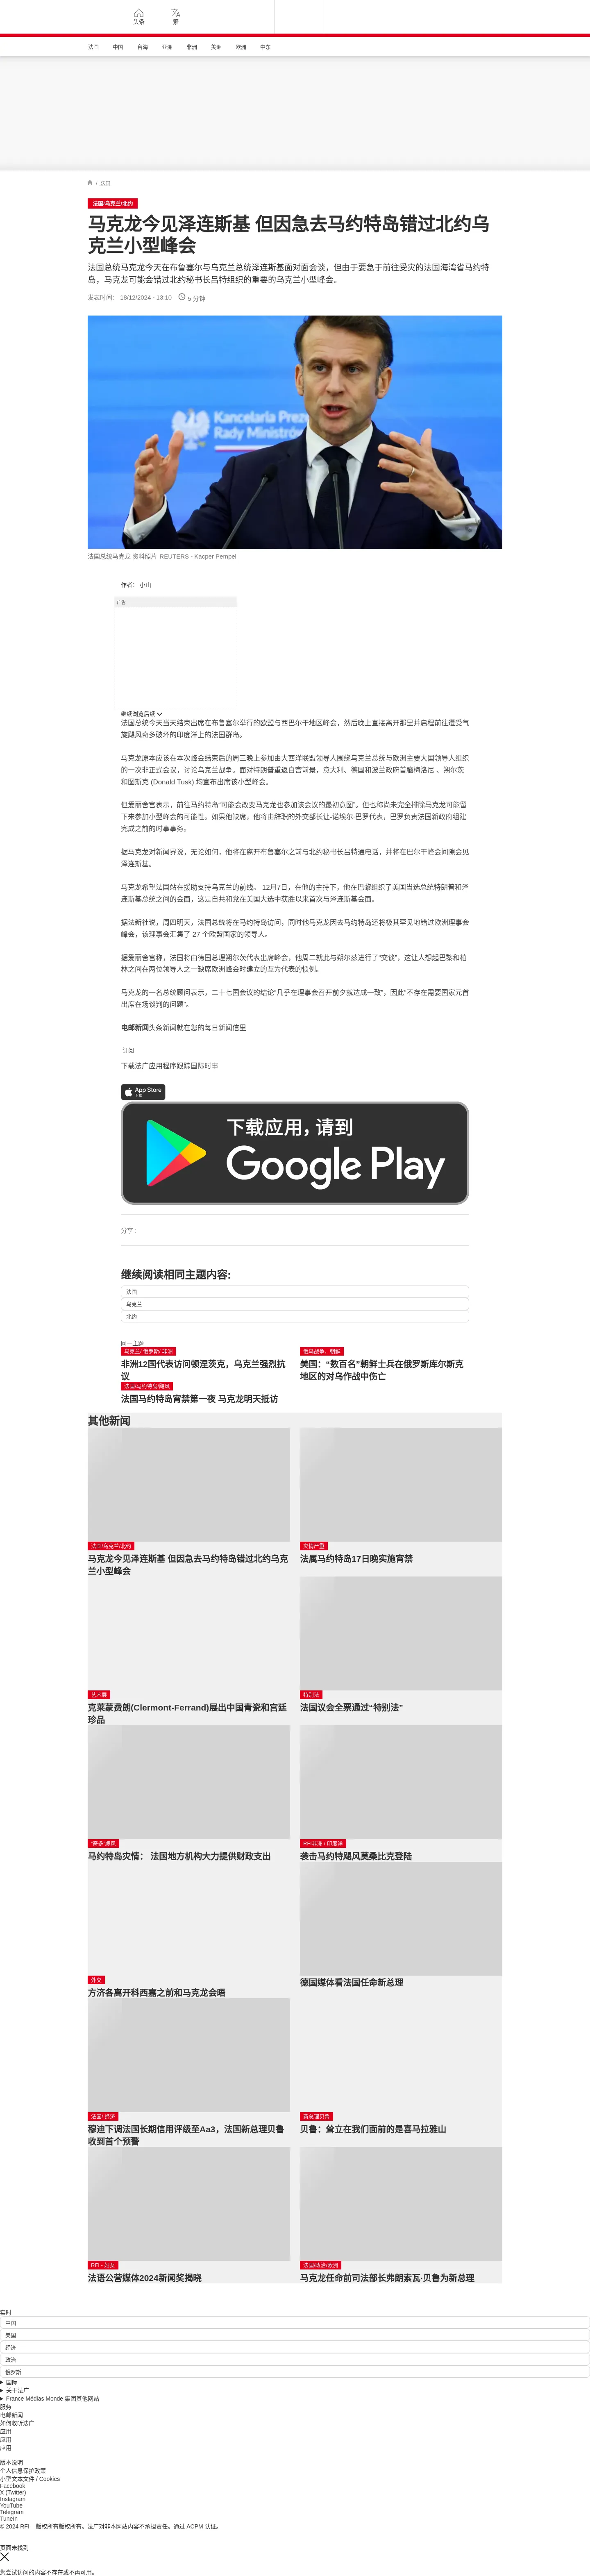 头条
繁
法国
中国
台海
亚洲
非洲
美洲
欧洲
中东
/ 法国
法国/乌克兰/北约
马克龙今见泽连斯基 但因急去马约特岛错过北约乌
克兰小型峰会
法国总统马克龙今天在布鲁塞尔与乌克兰总统泽连斯基面对面会谈，但由于要急于前往受灾的法国海湾省马约特
岛，马克龙可能会错过北约秘书长吕特组织的重要的乌克兰小型峰会。
发表时间： 18/12/2024 - 13:10
5 分钟
Kancelaria Prez
Rady Ministrów
法国总统马克龙 资料照片 REUTERS - Kacper Pempel
作者： 小山
广告
继续浏览后续
法国总统今天当天结束出席在布鲁塞尔举行的欧盟与西巴尔干地区峰会，然后晚上直接离开那里并启程前往遭受气
旋飓风奇多破坏的印度洋上的法国群岛。
马克龙原本应该在本次峰会结束后的周三晚上参加由大西洋联盟领导人围绕乌克兰总统与欧洲主要大国领导人组织
的一次非正式会议，讨论乌克兰战争。面对特朗普重返白宫前景，意大利、德国和波兰政府首脑梅洛尼 、朔尔茨
和图斯克 (Donald Tusk) 均宣布出席该小型峰会。
但爱丽舍宫表示，前往马约特岛“可能会改变马克龙也参加该会议的最初意图”。但也称尚未完全排除马克龙可能留
下来参加小型峰会的可能性。如果他缺席，他将由辞职的外交部长让-诺埃尔·巴罗代表，巴罗负责法国新政府组建
完成之前的时事事务。
据马克龙对新闻界说，无论如何，他将在离开布鲁塞尔之前与北约秘书长吕特通电话，并将在巴尔干峰会间隙会见
泽连斯基。
马克龙希望法国站在援助支持乌克兰的前线。 12月7日，在他的主持下，他在巴黎组织了美国当选总统特朗普和泽
连斯基总统之间的会面，这是自共和党在美国大选中获胜以来首次与泽连斯基会面。
据法新社说，周四明天，法国总统将在马约特岛访问，同时他马克龙因去马约特岛还将极其罕见地错过欧洲理事会
峰会，该理事会汇集了 27 个欧盟国家的领导人。
据爱丽舍宫称，法国将由德国总理朔尔茨代表出席峰会，他周二就此与朔尔兹进行了“交谈”，这让人想起巴黎和柏
林之间在两位领导人之一缺席欧洲峰会时建立的互为代表的惯例。
马克龙的一名总统顾问表示，二十七国会议的结论“几乎在理事会召开前夕就达成一致”，因此“不存在需要国家元首
出席在场谈判的问题”。
电邮新闻头条新闻就在您的每日新闻信里
订阅
下载法广应用程序跟踪国际时事
App Store
下载
下载应用，请到
Google Play
分享 :
继续阅读相同主题内容:
法国
乌克兰
北约
同一主题
乌克兰/ 俄罗斯/ 非洲
非洲12国代表访问顿涅茨克，乌克兰强烈抗
议
俄乌战争，朝鲜
美国：“数百名”朝鲜士兵在俄罗斯库尔斯克
地区的对乌作战中伤亡
法国/马约特岛/飓风
法国马约特岛宵禁第一夜 马克龙明天抵访
其他新闻
法国/乌克兰/北约
马克龙今见泽连斯基 但因急去马约特岛错过北约乌克
兰小型峰会
灾情严重
法属马约特岛17日晚实施宵禁
艺术展
克莱蒙费朗(Clermont-Ferrand)展出中国青瓷和宫廷
珍品
特别法
法国议会全票通过“特别法”
“奇多”飓风
马约特岛灾情： 法国地方机构大力提供财政支出
RFI非洲 / 印度洋
袭击马约特飓风莫桑比克登陆
外交
方济各离开科西嘉之前和马克龙会晤
德国媒体看法国任命新总理
法国/ 经济
穆迪下调法国长期信用评级至Aa3，法国新总理贝鲁
收到首个预警
新总理贝鲁
贝鲁：耸立在我们面前的是喜马拉雅山
RFI - 妇女
法语公营媒体2024新闻奖揭晓
法国/政治/欧洲
马克龙任命前司法部长弗朗索瓦·贝鲁为新总理
实时
中国
美国
经济
政治
俄罗斯
国际
关于法广
France Médias Monde 集团其他网站
服务
电邮新闻
如何收听法广
应用
应用
应用
版本说明
个人信息保护政策
小型文本文件 / Cookies
Facebook
X (Twitter)
Instagram
YouTube
Telegram
TuneIn
© 2024 RFI – 版权所有版权所有。法广对非本网站内容不承担责任。通过 ACPM 认证。
页面未找到
您尝试访问的内容不存在或不再可用。